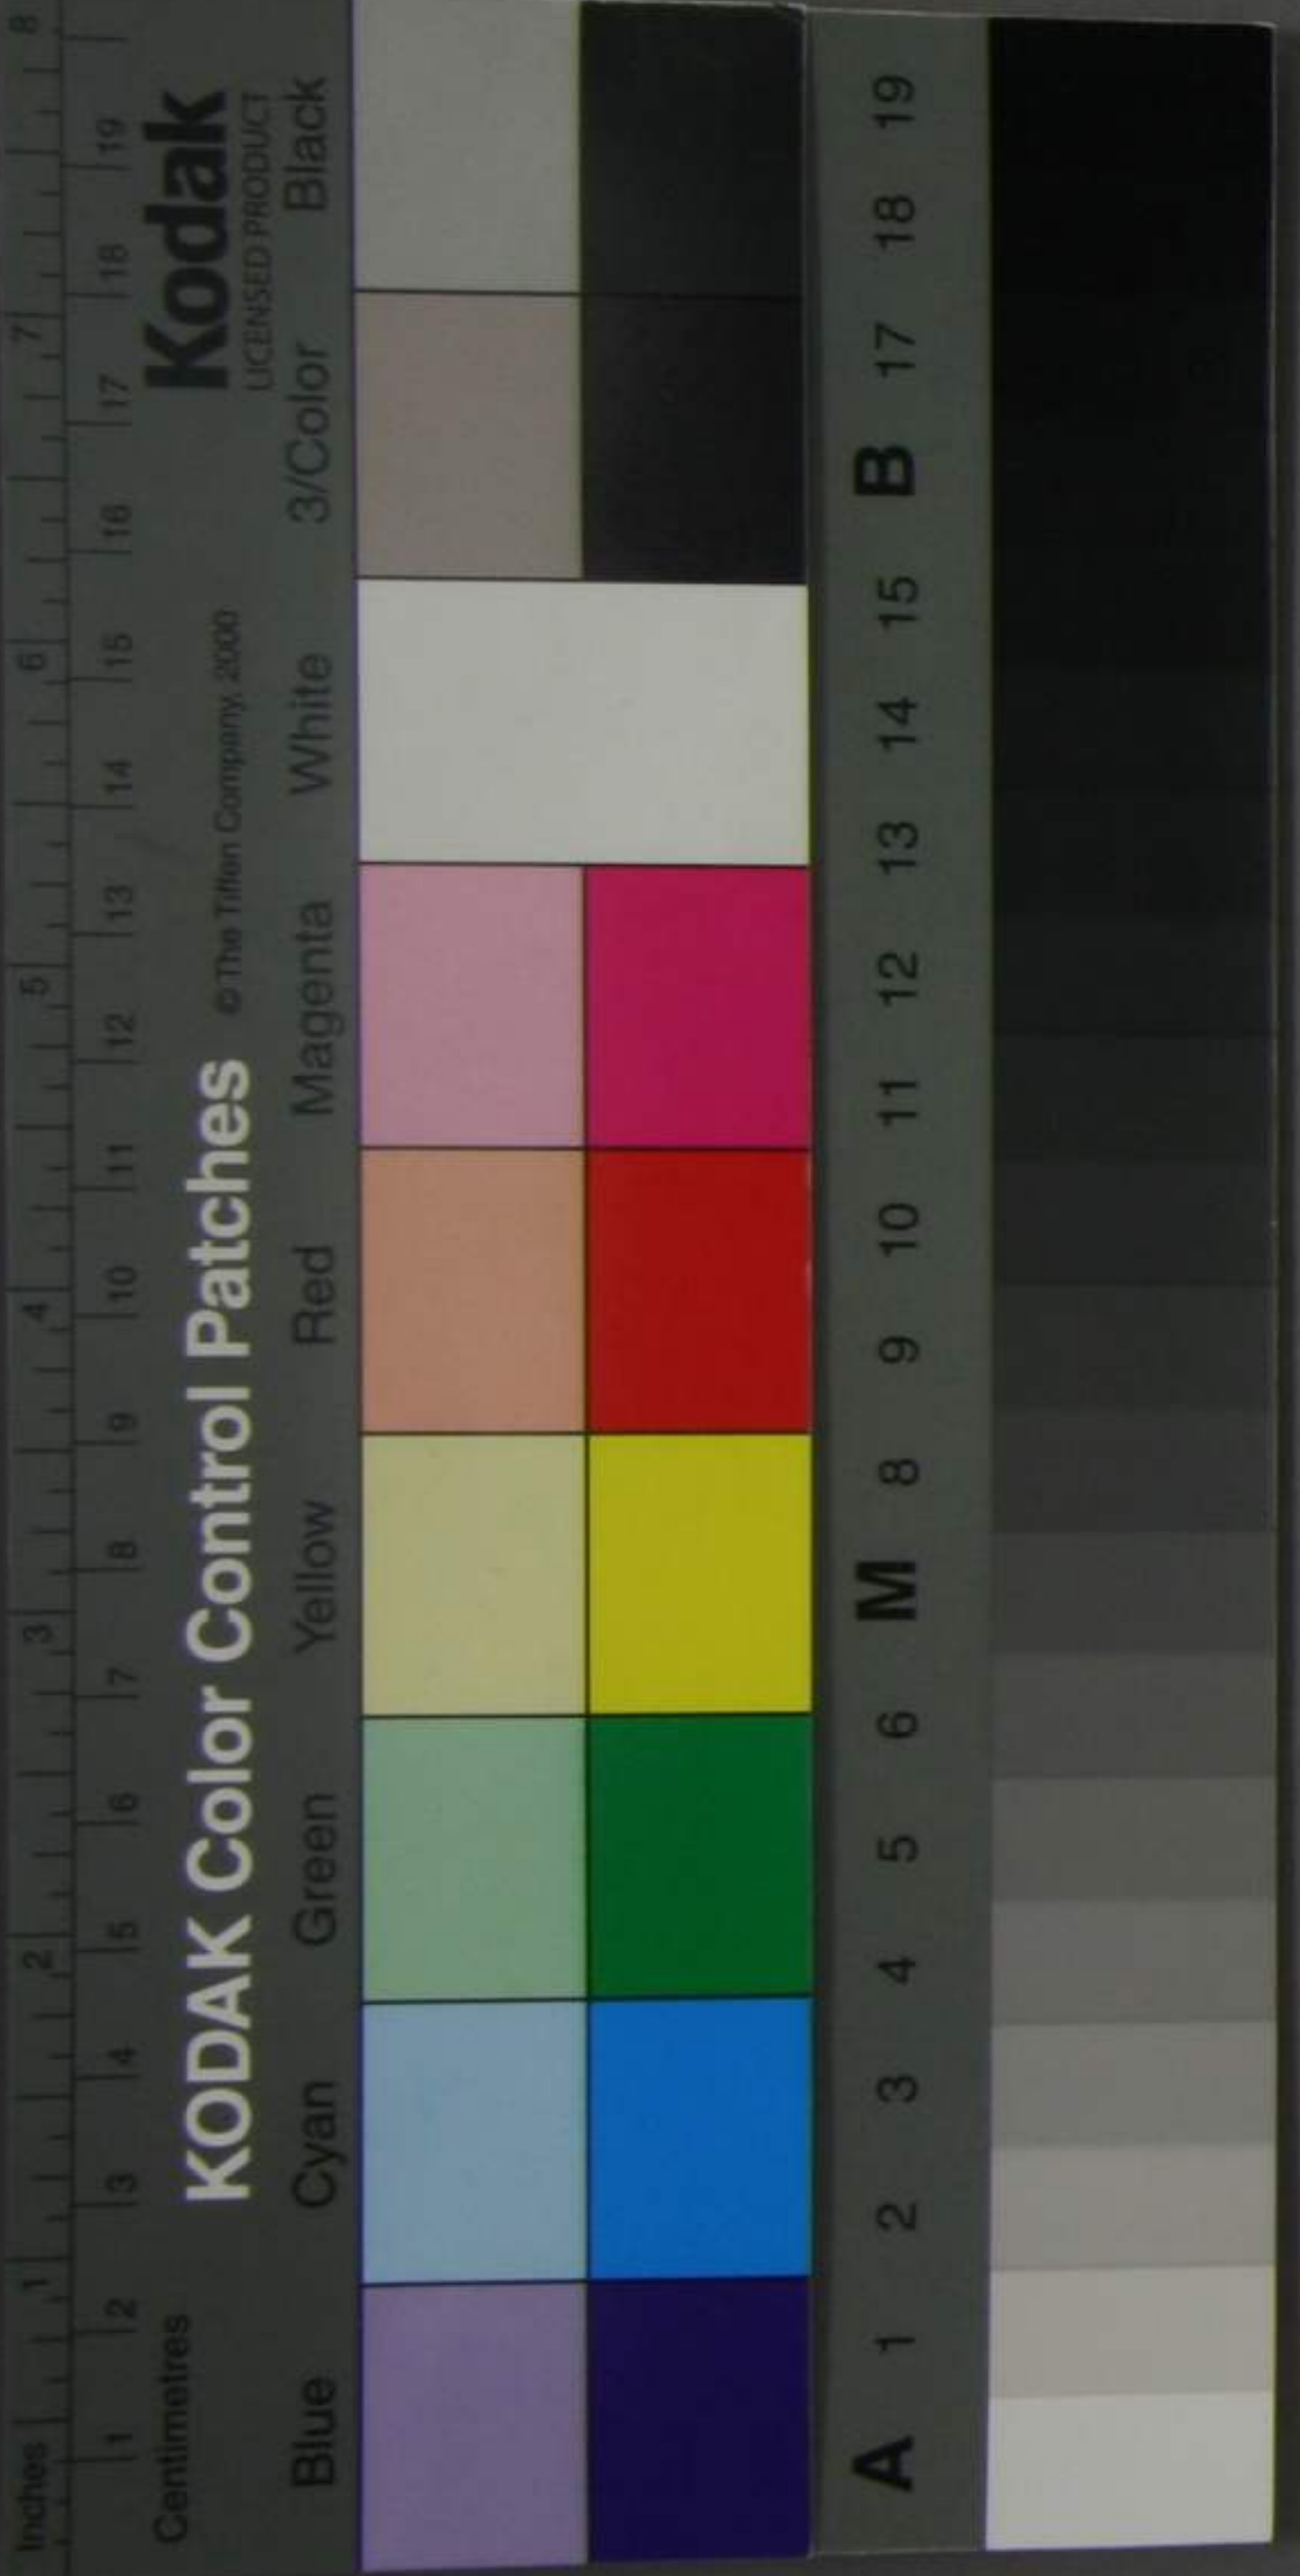 Inches 1 2 3 4 5 6 7 8
Centimetres 1 2 3 4 5 6 7 8 9 10 11 12 13 14 15 16 17 18 19
KODAK Color Control Patches © The Tiffen Company, 2000 Kodak
LICENSED PRODUCT
Blue Cyan Green Yellow Red Magenta White 3/Color Black
A 1 2 3 4 5 6 M 8 9 10 11 12 13 14 15 B 17 18 19